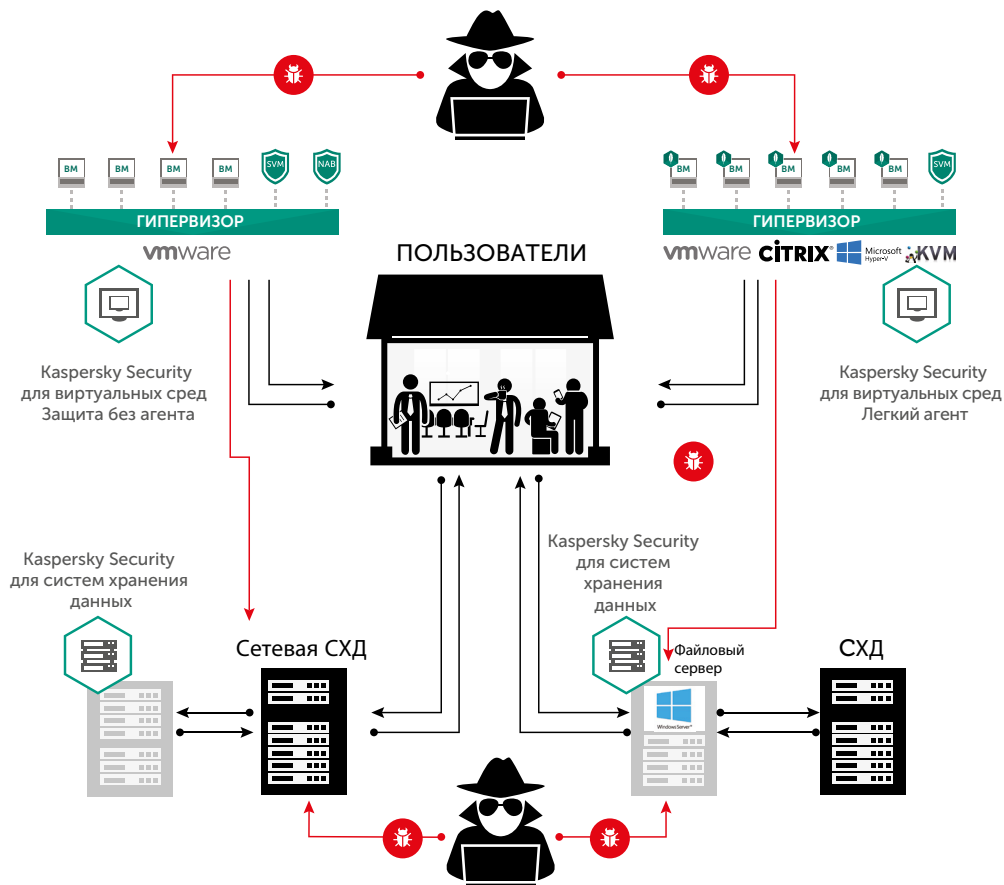 ВМ
ВМ
ВМ
ВМ
SVM
NAB
ГИПЕРВИЗОР
vmware
ВМ
ВМ
ВМ
ВМ
ВМ
SVM
ГИПЕРВИЗОР
vmware CITRIX® Microsoft
Hyper-V
KVM
ПОЛЬЗОВАТЕЛИ
Kaspersky Security
для виртуальных сред
Защита без агента
Kaspersky Security
для виртуальных сред
Легкий агент
Kaspersky Security
для систем хранения
данных
Kaspersky Security
для систем
хранения
данных
Сетевая СХД
Файловый
сервер
СХД
Windows Server®